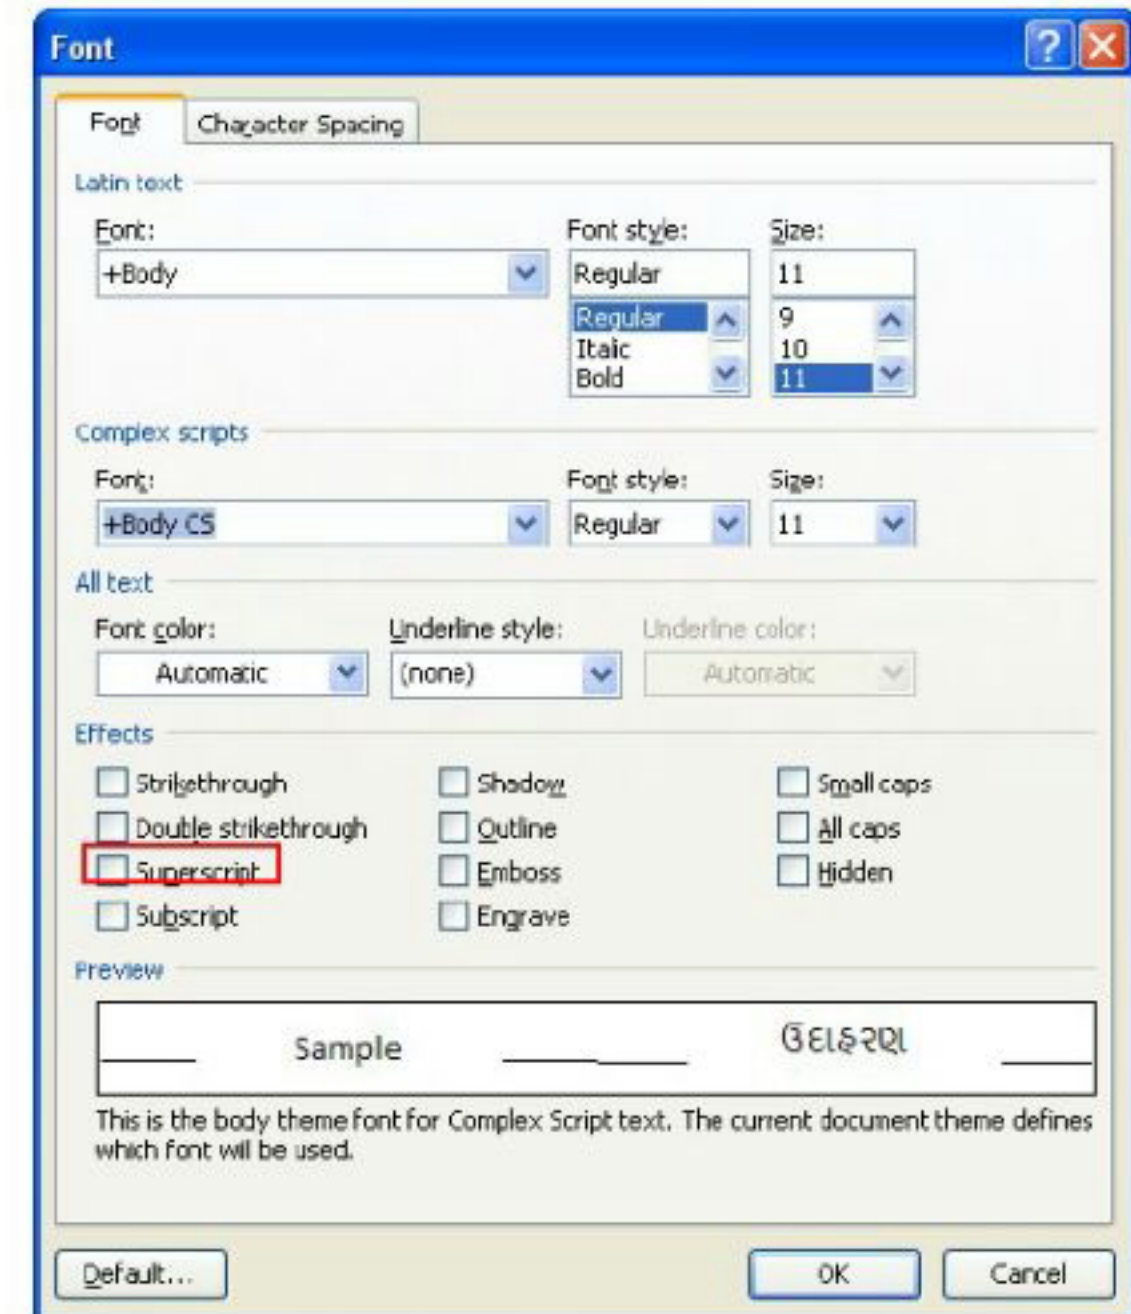 Font
Font Character Spacing
Latin text
Font: Font style: Size:
+Body Regular 11
Regular 9
Italic 10
Bold 11
Complex scripts
Font: Font style: Size:
+Body CS Regular 11
All text
Font color: Underline style: Underline color:
Automatic (none) Automatic
Effects
Strikethrough Shadow Small caps
Double strikethrough Outline All caps
Superscript Emboss Hidden
Subscript Engrave
Preview
Sample ઉદાહરણ
This is the body theme font for Complex Script text. The current document theme defines
which font will be used.
Default... OK Cancel